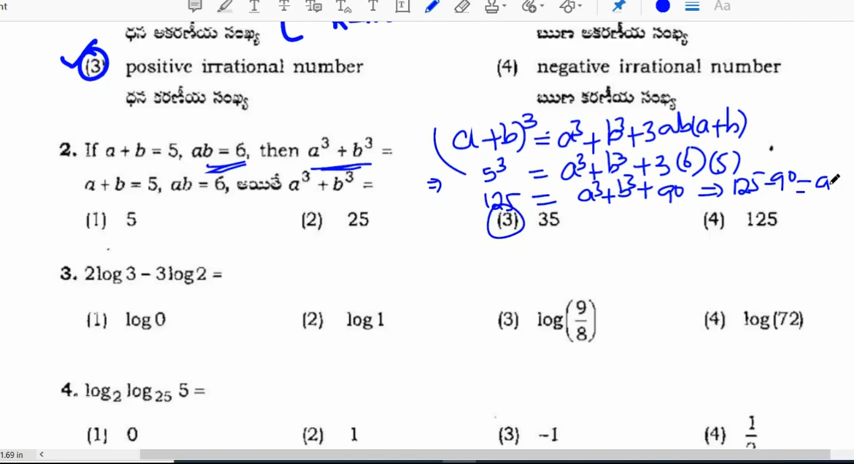 ధన అకరణీయ సంఖ్య
ఋణ అకరణీయ సంఖ్య
(3) positive irrational number
(4) negative irrational number
ధన కరణీయ సంఖ్య
ఋణ కరణీయ సంఖ్య
2. If a + b = 5, ab = 6, then a³ + b³ =
(a+b)³ = a³+b³+3ab(a+b)
a + b = 5, ab = 6, అయితే a³ + b³ =
⇒ 5³ = a³+b³+3(6)(5)
125 = a³+b³+90 ⇒ 125-90 = a
(1) 5 (2) 25 (3) 35 (4) 125
3. 2log 3 – 3log 2 =
(1) log 0 (2) log 1 (3) log(9/8) (4) log(72)
4. log₂ log₂₅ 5 =
(1) 0 (2) 1 (3) –1 (4) 1
1.69 in